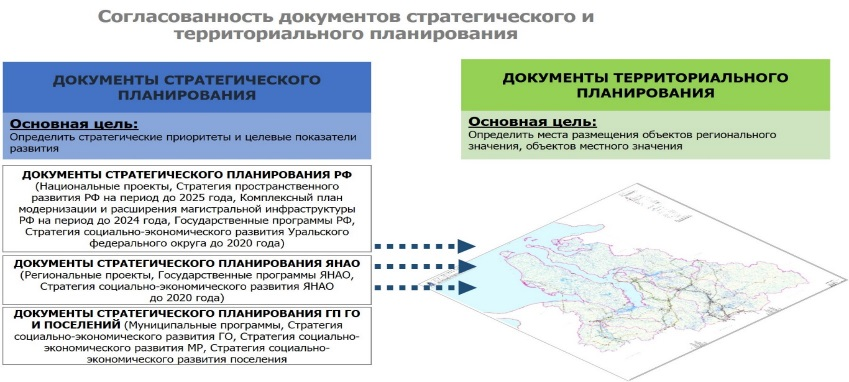 Согласованность документов стратегического и
территориального планирования
ДОКУМЕНТЫ СТРАТЕГИЧЕСКОГО
ПЛАНИРОВАНИЯ
Основная цель:
Определить стратегические приоритеты и целевые показатели
развития
ДОКУМЕНТЫ СТРАТЕГИЧЕСКОГО ПЛАНИРОВАНИЯ РФ
(Национальные проекты, Стратегия пространственного
развития РФ на период до 2025 года, Комплексный план
модернизации и расширения магистральной инфраструктуры
РФ на период до 2024 года, Государственные программы РФ,
Стратегия социально-экономического развития Уральского
федерального округа до 2020 года)
ДОКУМЕНТЫ СТРАТЕГИЧЕСКОГО ПЛАНИРОВАНИЯ ЯНАО
(Региональные проекты, Государственные программы ЯНАО,
Стратегия социально-экономического развития ЯНАО
до 2020 года)
ДОКУМЕНТЫ СТРАТЕГИЧЕСКОГО ПЛАНИРОВАНИЯ ГП ГО
И ПОСЕЛЕНИЙ (Муниципальные программы, Стратегия
социально-экономического развития ГО, Стратегия социально-
экономического развития МР, Стратегия социально-
экономического развития поселения
ДОКУМЕНТЫ ТЕРРИТОРИАЛЬНОГО
ПЛАНИРОВАНИЯ
Основная цель:
Определить места размещения объектов регионального
значения, объектов местного значения